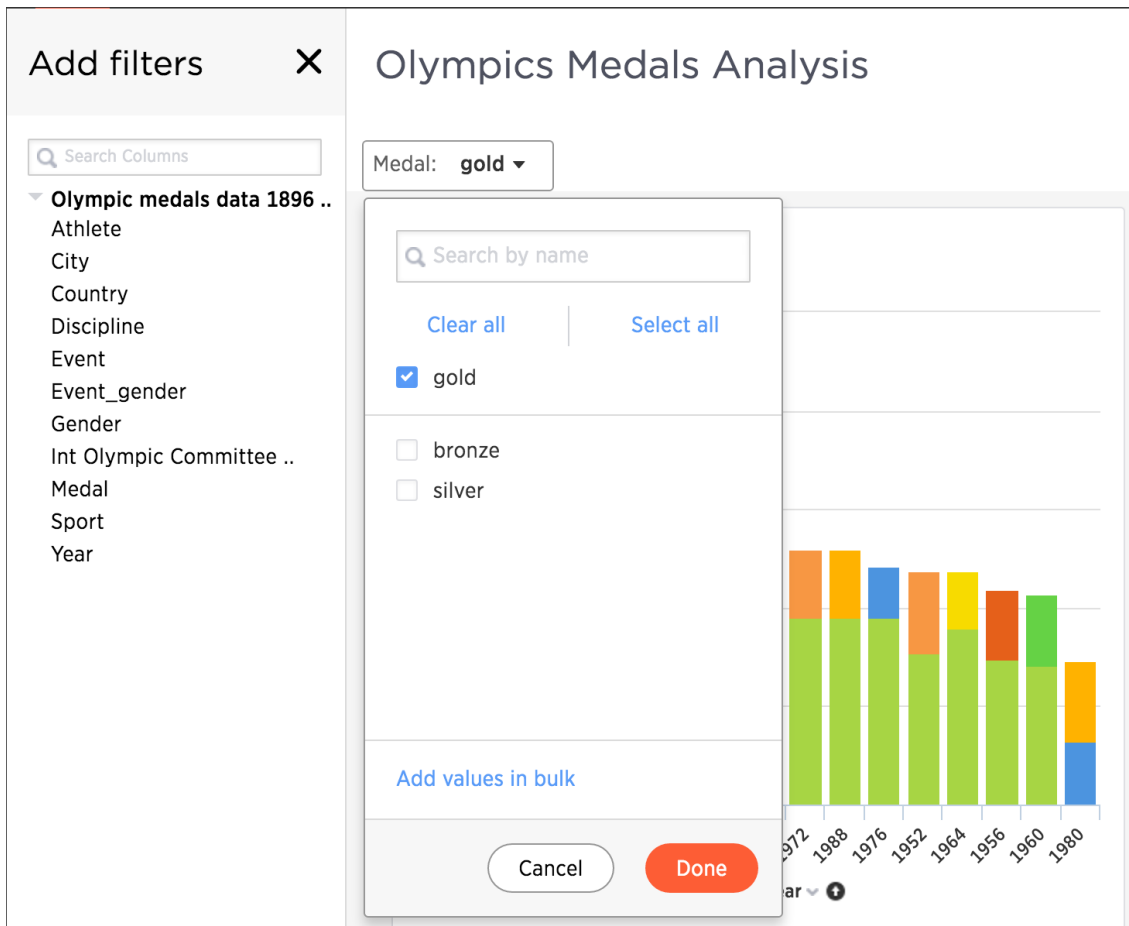 Add filters
Olympics Medals Analysis
Search Columns
Olympic medals data 1896 ..
Athlete
City
Country
Discipline
Event
Event_gender
Gender
Int Olympic Committee ..
Medal
Sport
Year
Medal: gold
Search by name
Clear all Select all
gold
bronze
silver
Add values in bulk
Cancel Done
972 1988 1976 1952 1964 1956 1960 1980
ar